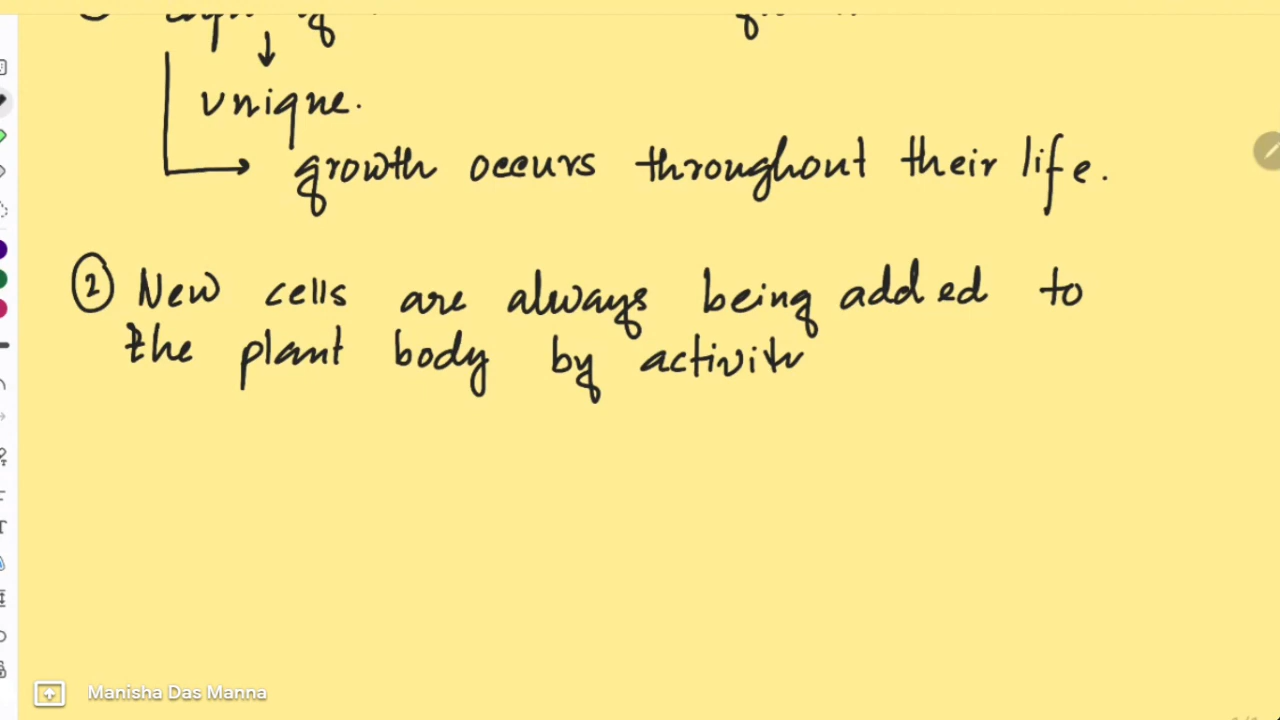 unique.
growth occurs throughout their life.
② New cells are always being added to
the plant body by activit
Manisha Das Manna